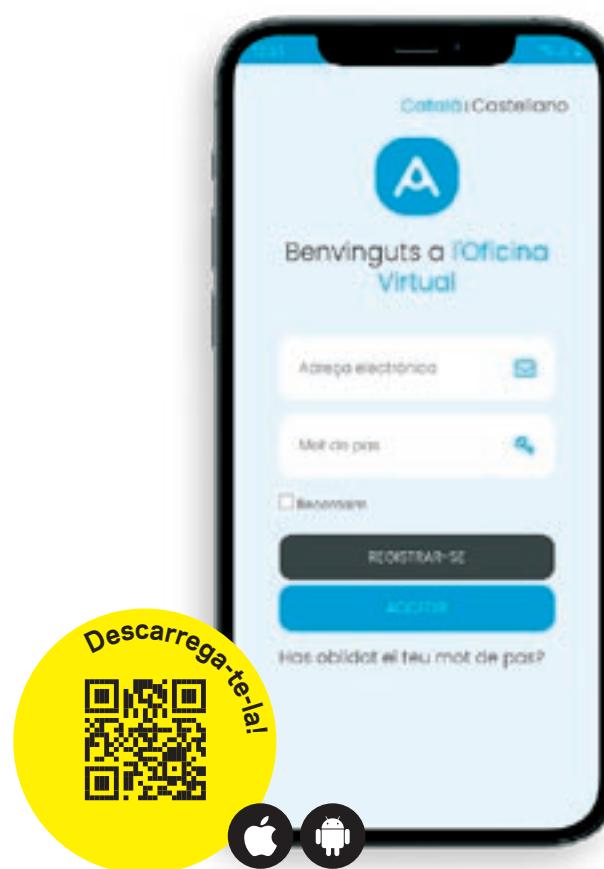 Català | Castellano
Benvinguts a l'Oficina
Virtual
Adreça electrònica
Mot de pas
Recorda'm
REGISTRAR-SE
ACCEDIR
Has oblidat el teu mot de pas?
Descarrega-te-la!